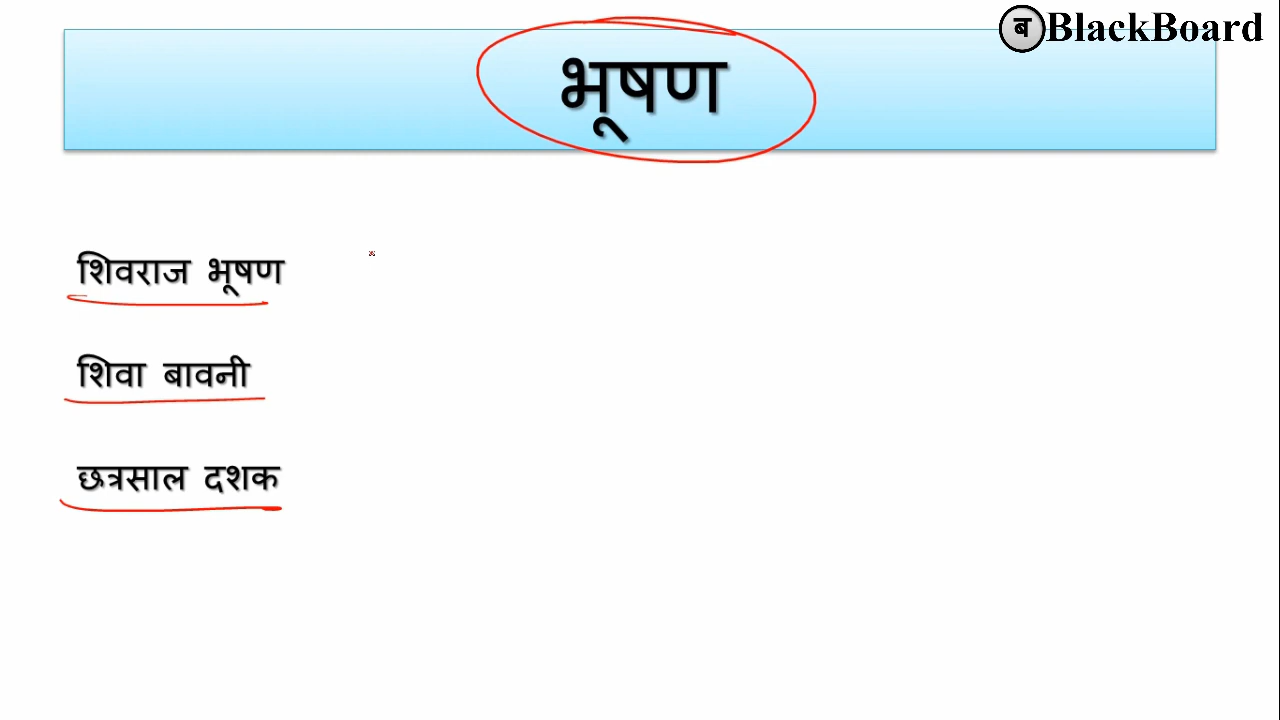 ब BlackBoard
भूषण
शिवराज भूषण
शिवा बावनी
छत्रसाल दशक